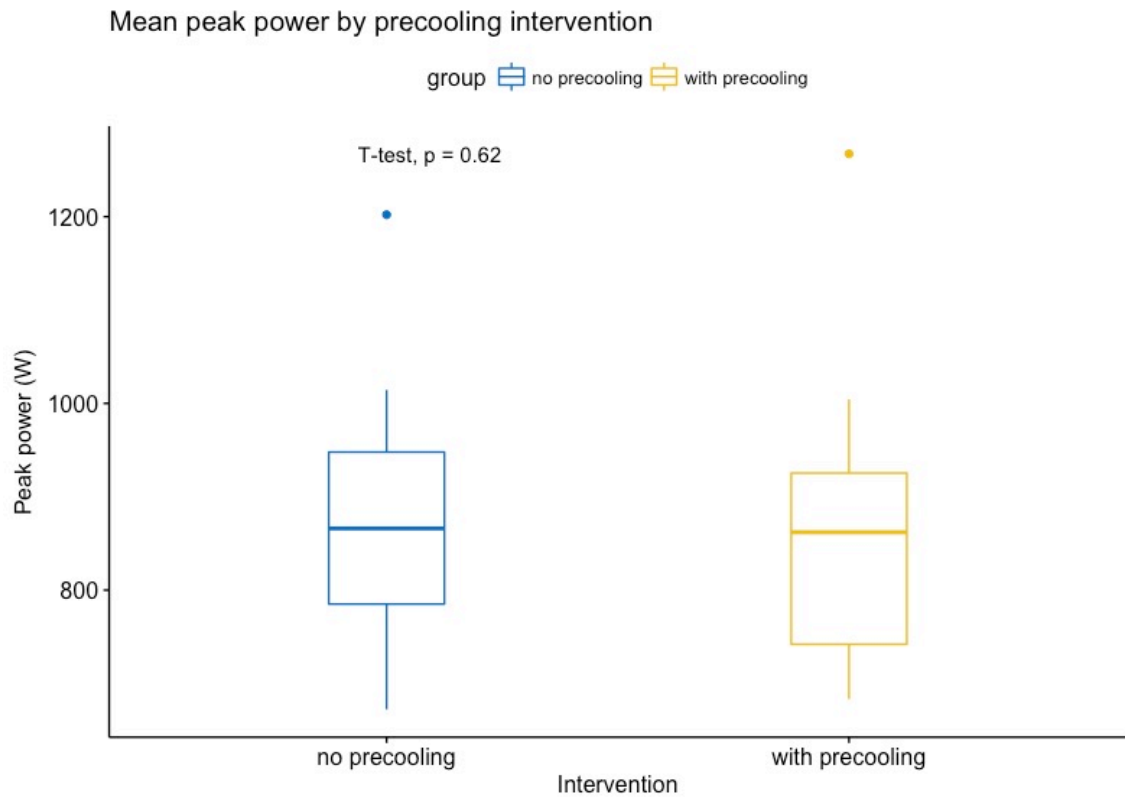 Mean peak power by precooling intervention
group no precooling with precooling
T-test, p = 0.62
1200
1000
800
Peak power (W)
no precooling with precooling
Intervention